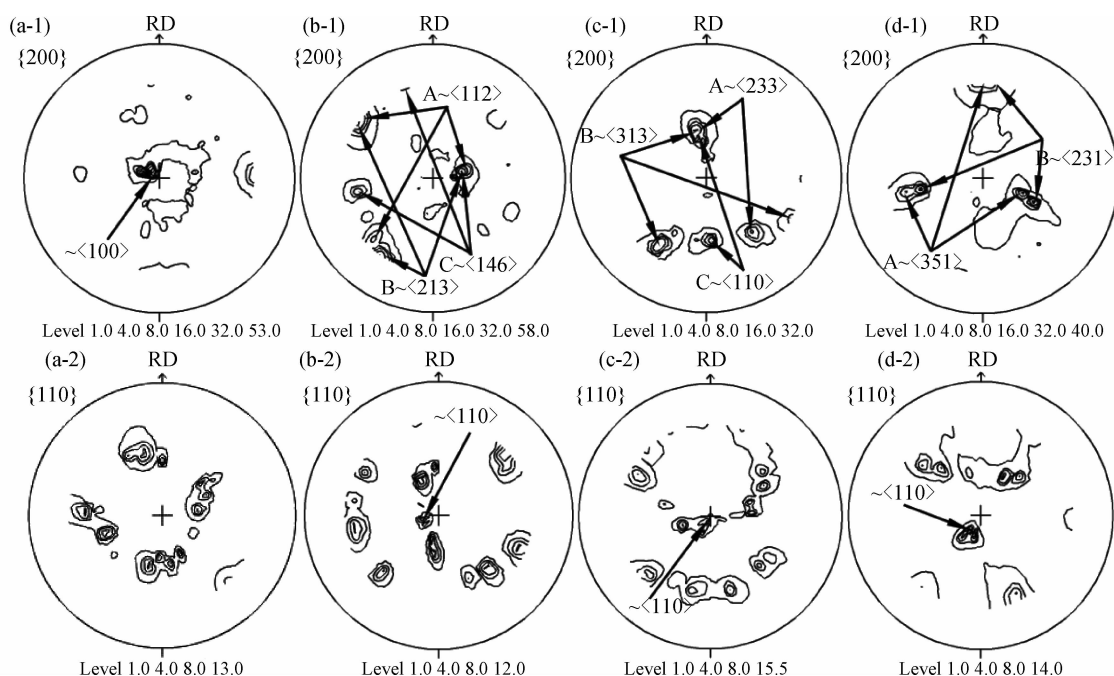 (a-1)
RD
{200}
~〈100〉
Level 1.0 4.0 8.0 16.0 32.0 53.0
(b-1)
RD
{200}
A~〈112〉
C~〈146〉
B~〈213〉
Level 1.0 4.0 8.0 16.0 32.0 58.0
(c-1)
RD
{200}
A~〈233〉
B~〈313〉
C~〈110〉
Level 1.0 4.0 8.0 16.0 32.0
(d-1)
RD
{200}
B~〈231〉
A~〈351〉
Level 1.0 4.0 8.0 16.0 32.0 40.0
(a-2)
RD
{110}
Level 1.0 4.0 8.0 13.0
(b-2)
RD
{110}
~〈110〉
Level 1.0 4.0 8.0 12.0
(c-2)
RD
{110}
~〈110〉
Level 1.0 4.0 8.0 15.5
(d-2)
RD
{110}
~〈110〉
Level 1.0 4.0 8.0 14.0